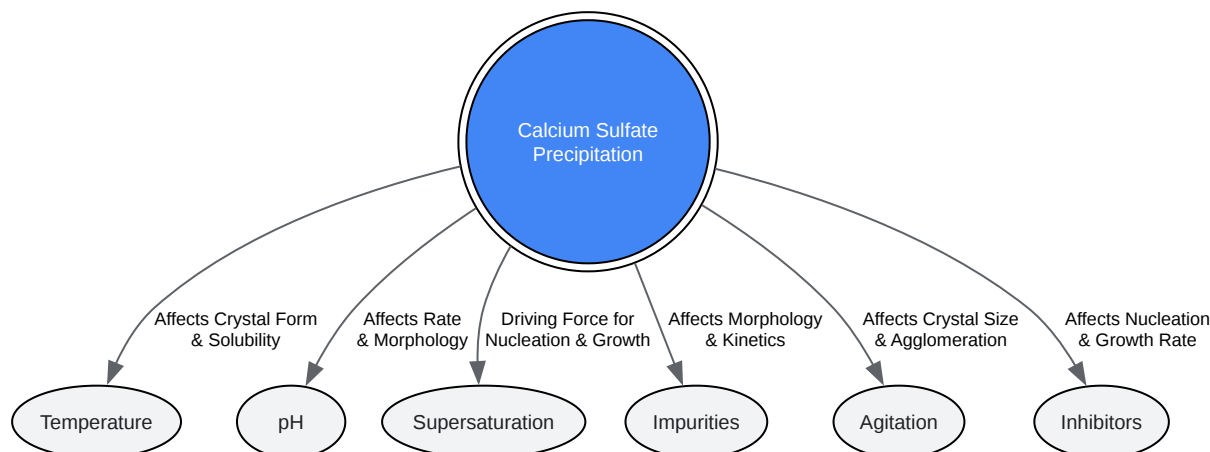 Calcium Sulfate
Precipitation
Affects Crystal Form
& Solubility
Affects Rate
& Morphology
Driving Force for
Nucleation & Growth
Affects Morphology
& Kinetics
Affects Crystal Size
& Agglomeration
Affects Nucleation
& Growth Rate
Temperature
pH
Supersaturation
Impurities
Agitation
Inhibitors